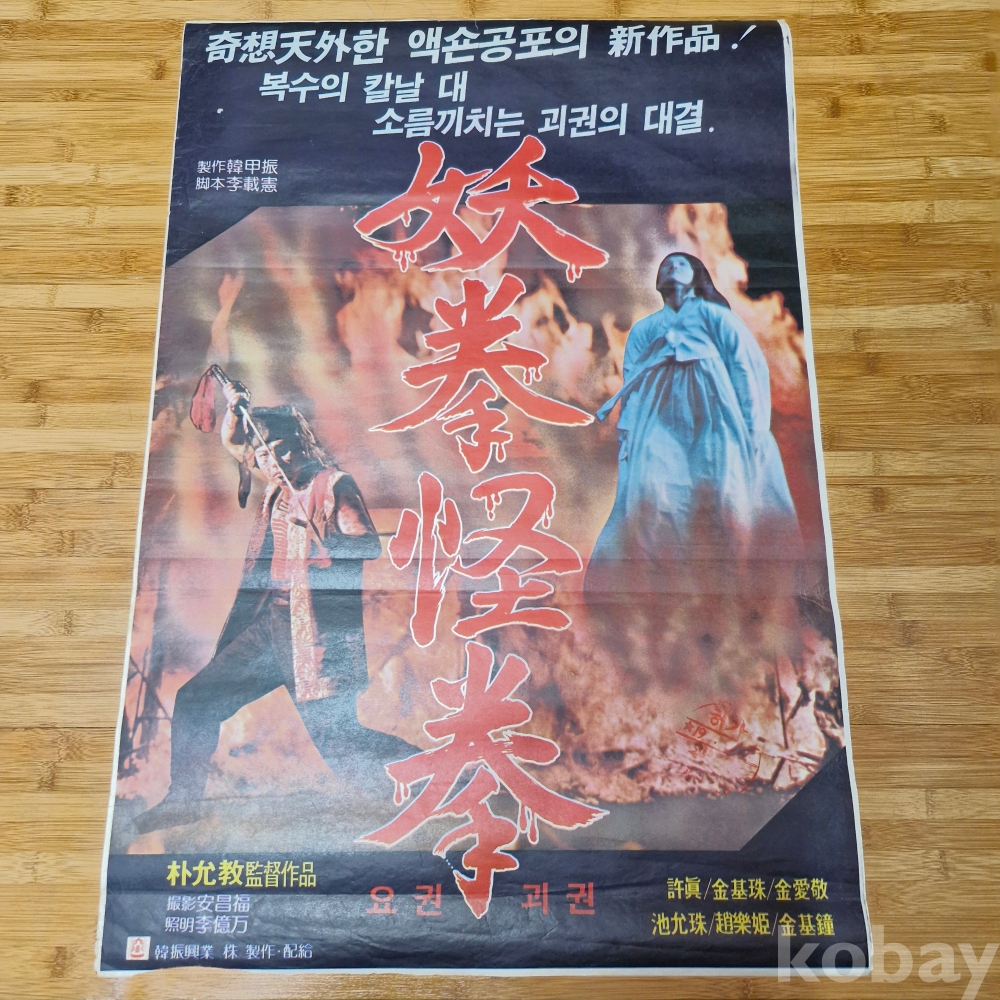 奇想天外한 액숀공포의 新作品!
복수의 칼날 대
소름끼치는 괴권의 대결.
製作 韓甲振
脚本 李載憲
妖拳怪拳
朴允教 監督作品
撮影 安昌福
照明 李億万
요권 괴권
許眞/金基珠/金愛敬
池允珠/趙樂姫/金基鐘
韓振興業 株 製作·配給
kobay